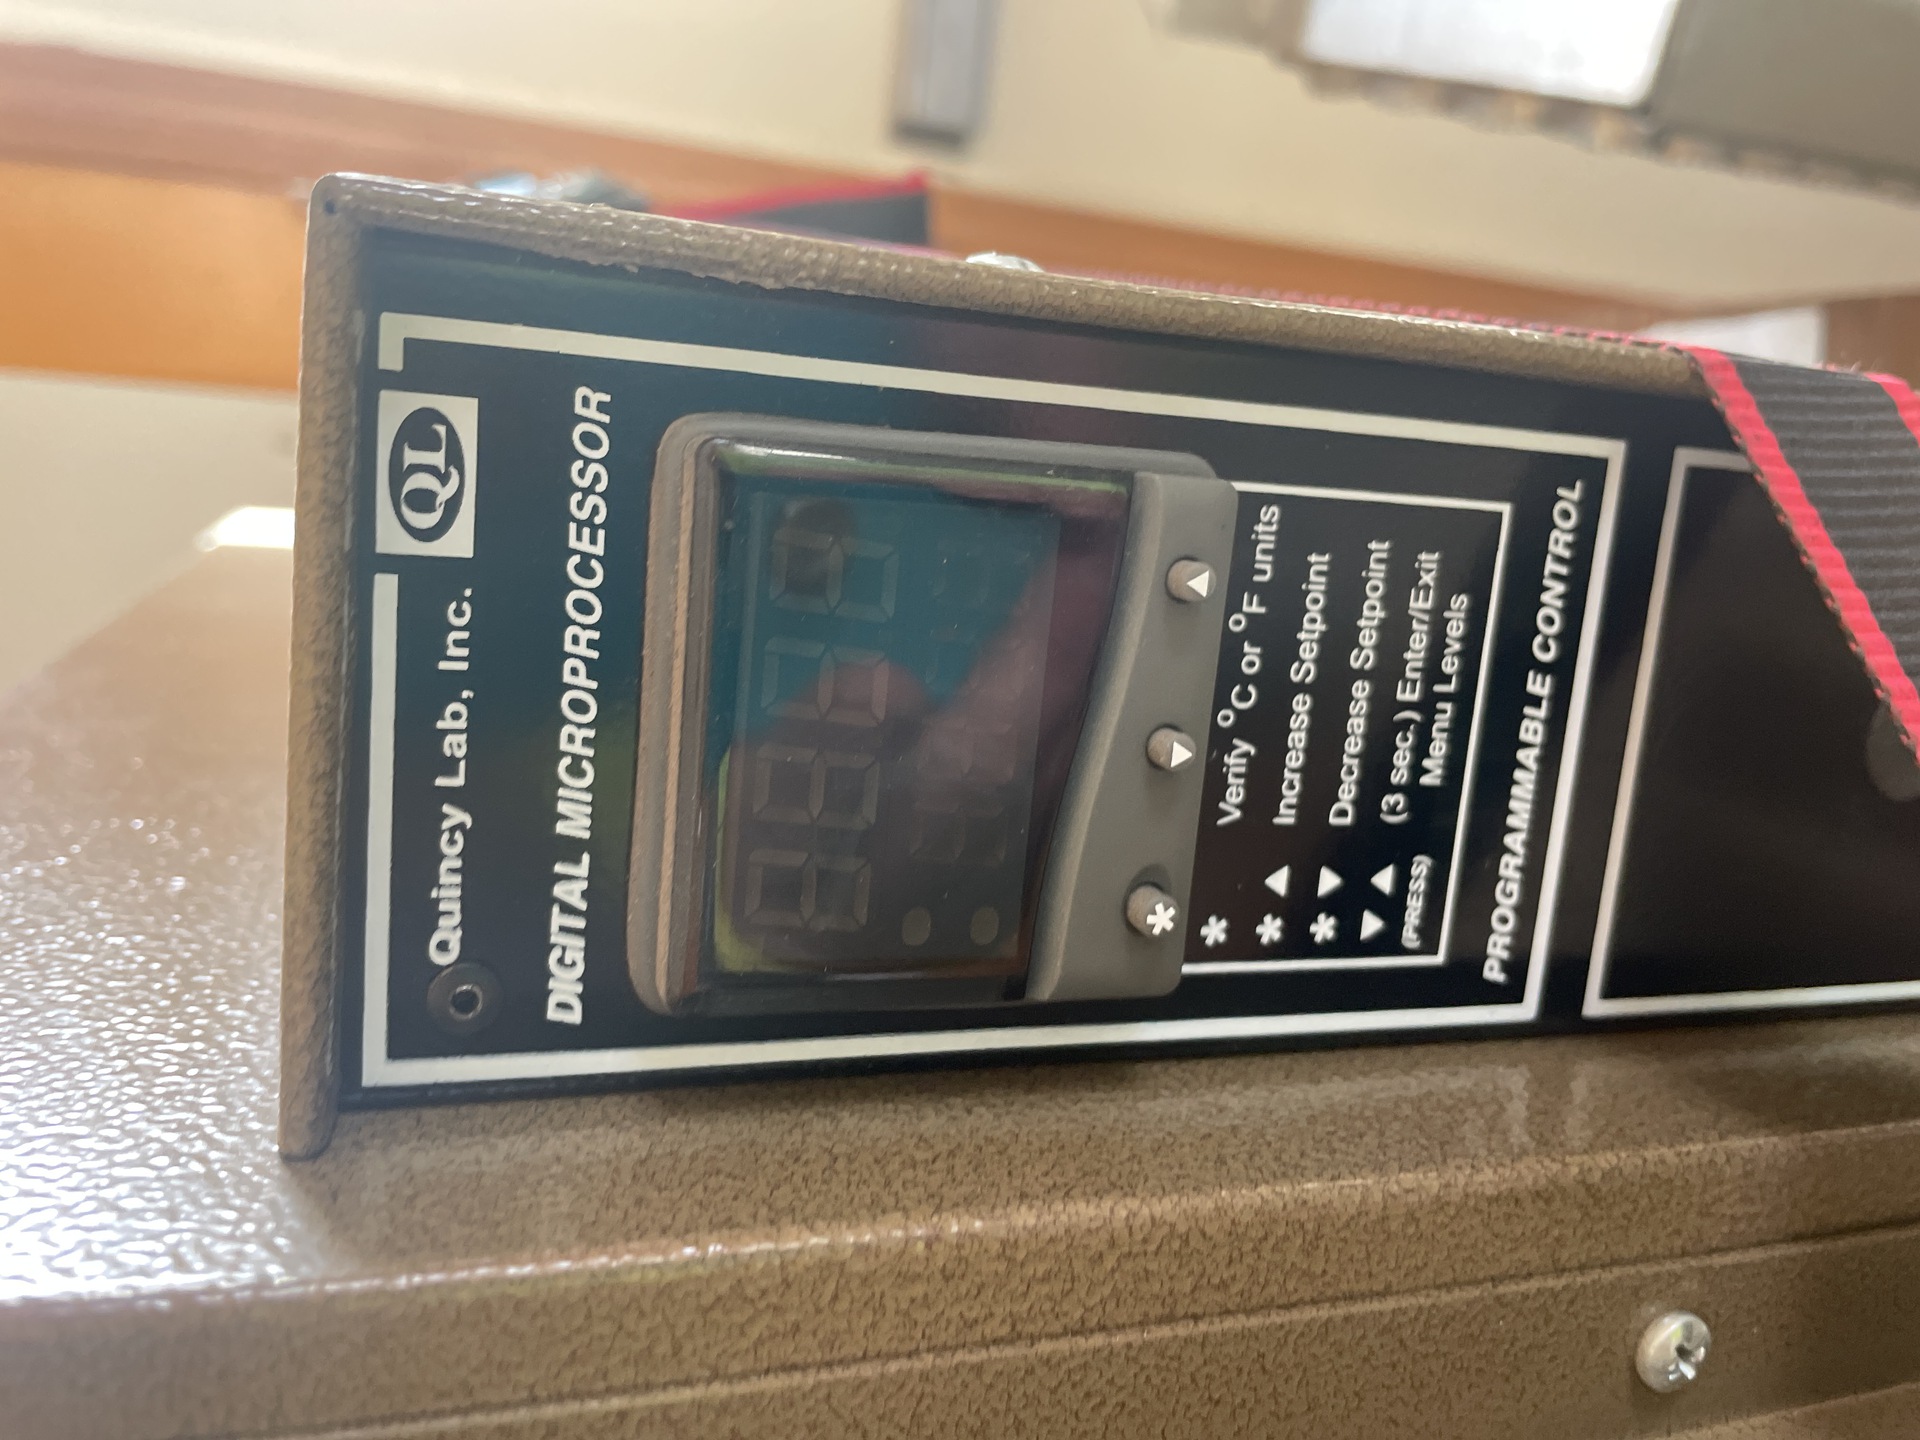 QL
Quincy Lab, Inc.
DIGITAL MICROPROCESSOR
*
* Verify °C or °F units
* ▲ Increase Setpoint
* ▼ Decrease Setpoint
▼ ▲ (3 sec.) Enter/Exit
(PRESS) Menu Levels
PROGRAMMABLE CONTROL